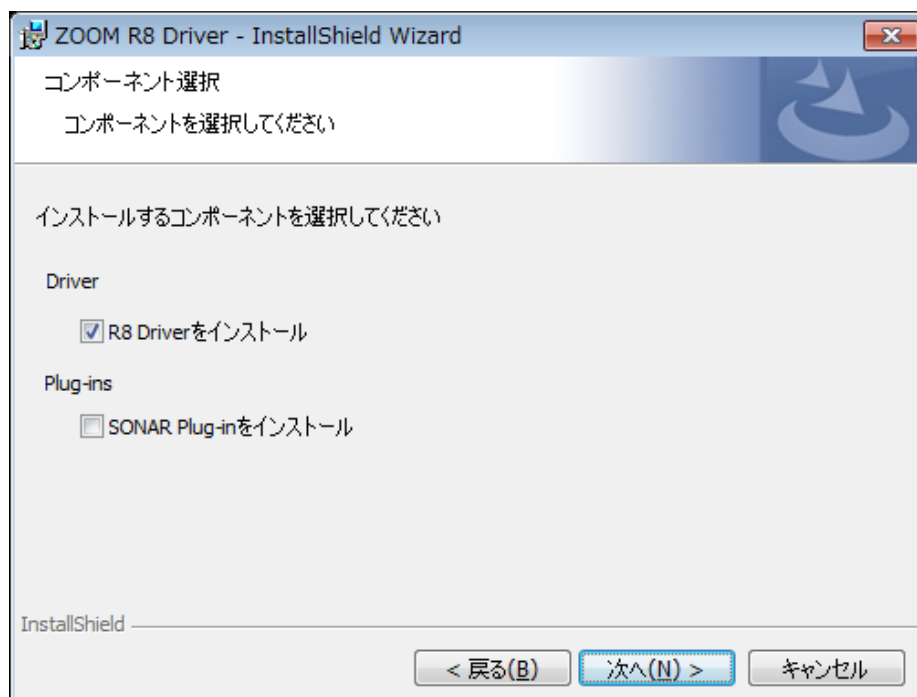 ZOOM R8 Driver - InstallShield Wizard
コンポーネント選択
コンポーネントを選択してください
インストールするコンポーネントを選択してください
Driver
R8 Driverをインストール
Plug-ins
SONAR Plug-inをインストール
InstallShield
< 戻る(B)
次へ(N) >
キャンセル